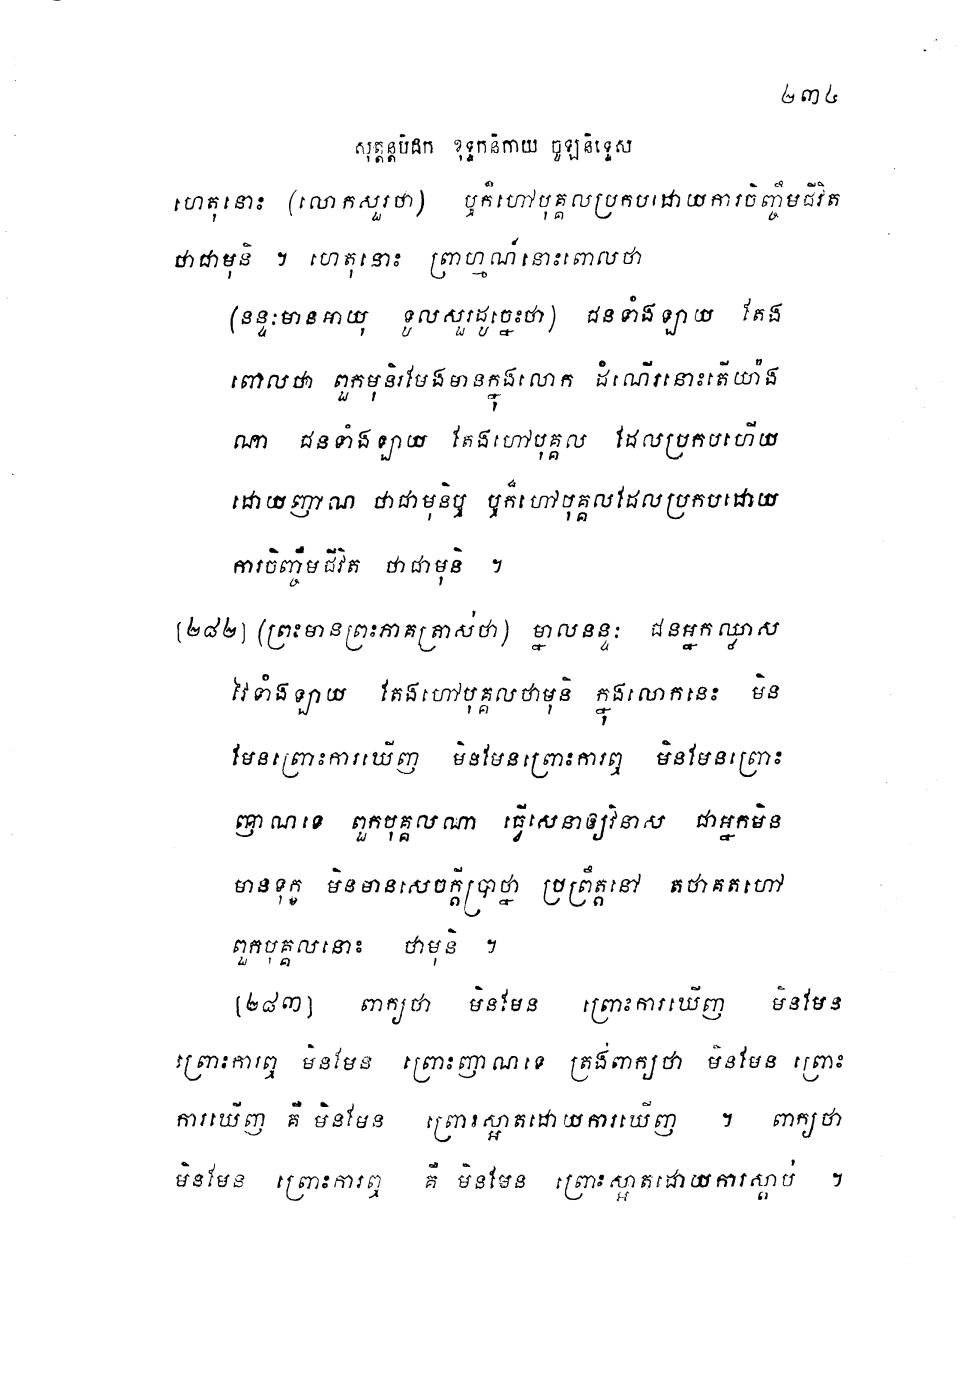 ២៣៤
សុត្តន្តបិដក ខុទ្ទកនិកាយ ចូឡនិទ្ទេស
ហេតុនោះ (លោកសួរថា) ឬក៏ហៅបុគ្គលប្រកបដោយការចិញ្ចឹមជីវិត
ថាជាមុនិ ។ ហេតុនោះ ព្រាហ្មណ៍នោះពោលថា
(នន្ទៈមានអាយុ ទូលសួរដូច្នេះថា) ជនទាំងឡាយ តែង
ពោលថា ពួកមុនិរមែងមានក្នុងលោក ដំណើរនោះតើយ៉ាង
ណា ជនទាំងឡាយ តែងហៅបុគ្គល ដែលប្រកបហើយ
ដោយញាណ ថាជាមុនិឬ ឬក៏ហៅបុគ្គលដែលប្រកបដោយ
ការចិញ្ចឹមជីវិត ថាជាមុនិ ។
[២៨២] (ព្រះមានព្រះភាគត្រាស់ថា) ម្នាលនន្ទៈ ជនអ្នកឈ្លាស
វៃទាំងឡាយ តែងហៅបុគ្គលថាមុនិ ក្នុងលោកនេះ មិន
មែនព្រោះការឃើញ មិនមែនព្រោះការឮ មិនមែនព្រោះ
ញាណទេ ពួកបុគ្គលណា ធ្វើសេនាឲ្យវិនាស ជាអ្នកមិន
មានទុក្ខ មិនមានសេចក្តីប្រាថ្នា ប្រព្រឹត្តនៅ តថាគតហៅ
ពួកបុគ្គលនោះ ថាមុនិ ។
[២៨៣] ពាក្យថា មិនមែន ព្រោះការឃើញ មិនមែន
ព្រោះការឮ មិនមែន ព្រោះញាណទេ ត្រង់ពាក្យថា មិនមែន ព្រោះ
ការឃើញ គឺ មិនមែន ព្រោះស្អាតដោយការឃើញ ។ ពាក្យថា
មិនមែន ព្រោះការឮ គឺ មិនមែន ព្រោះស្អាតដោយការស្តាប់ ។